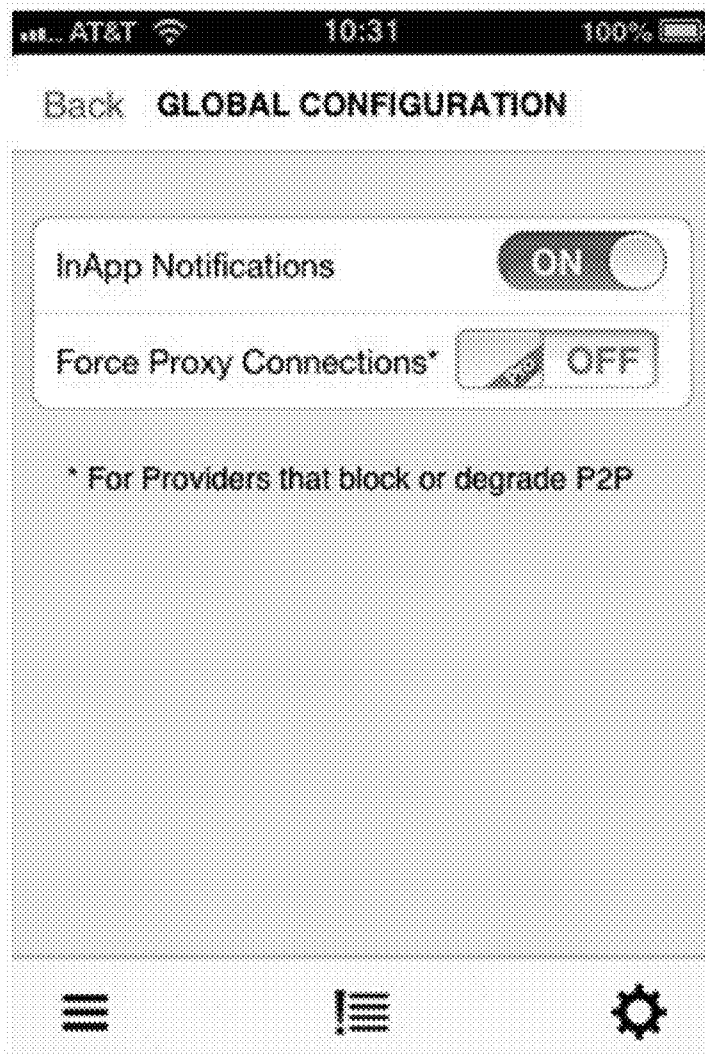 AT&T 10:31 100%
Back GLOBAL CONFIGURATION
InApp Notifications ON
Force Proxy Connections* OFF
* For Providers that block or degrade P2P